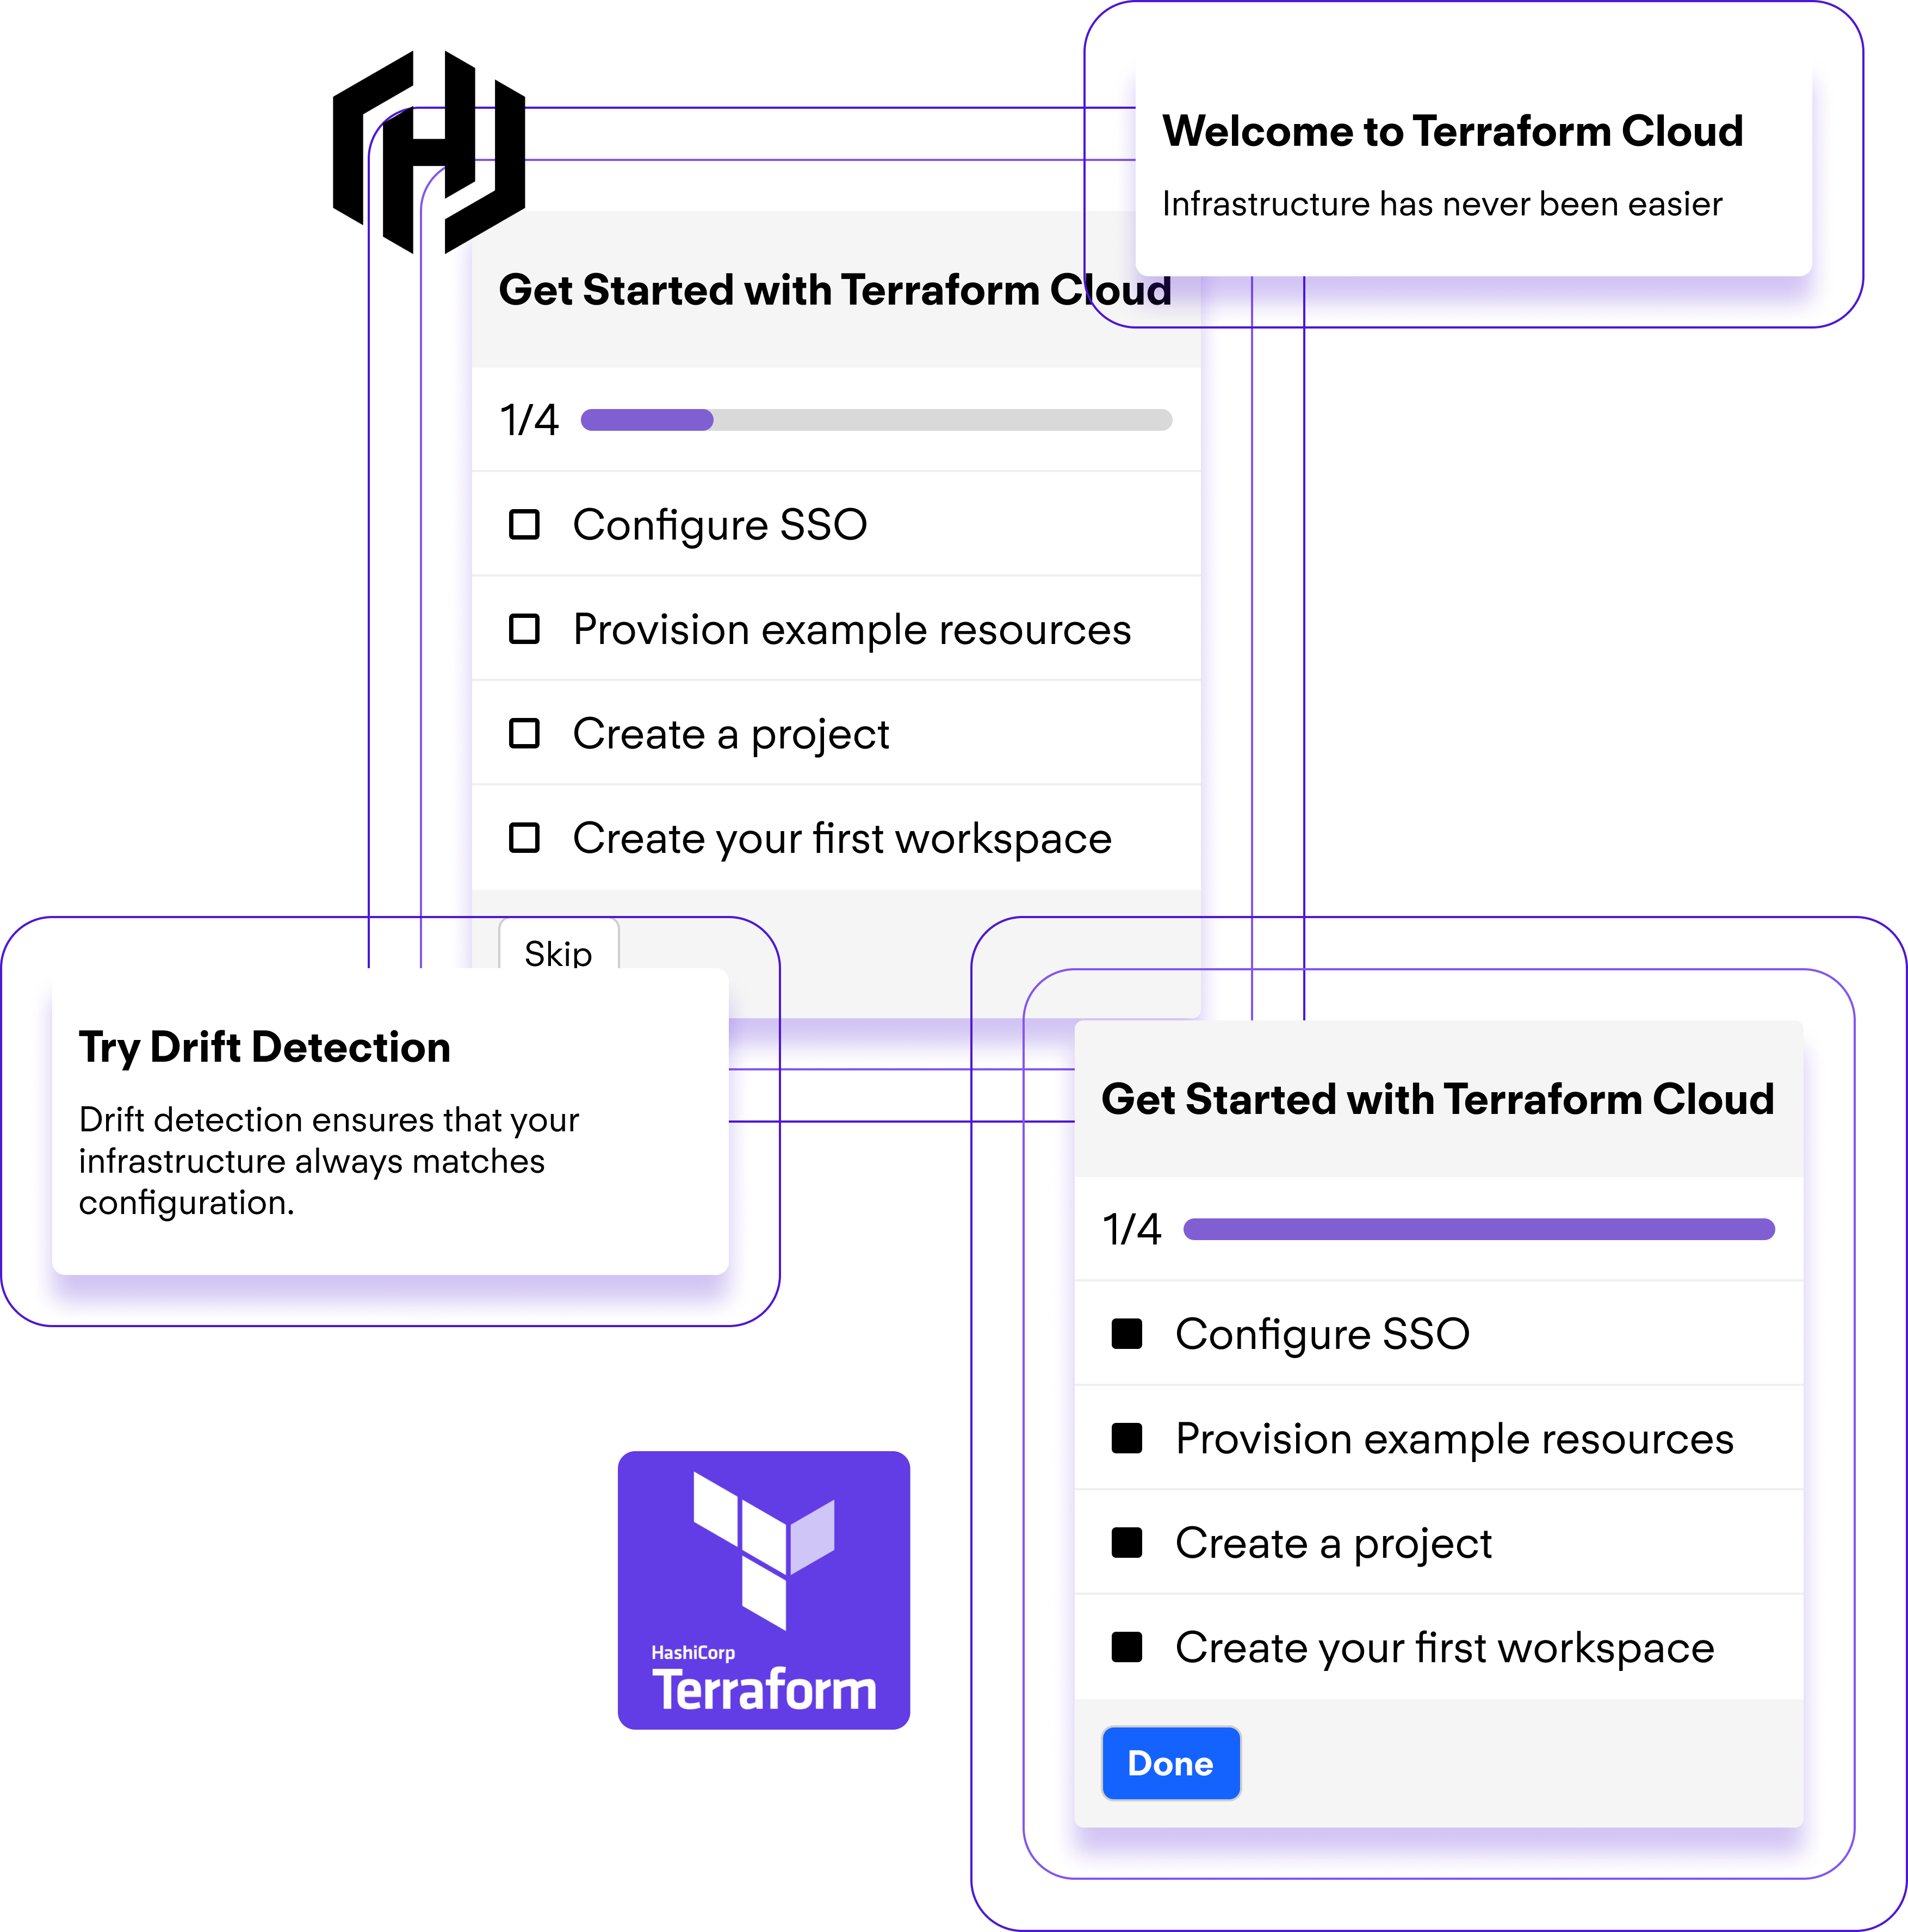 Welcome to Terraform Cloud
Infrastructure has never been easier
Get Started with Terraform Cloud
1/4
Configure SSO
Provision example resources
Create a project
Create your first workspace
Skip
Try Drift Detection
Drift detection ensures that your
infrastructure always matches
configuration.
Get Started with Terraform Cloud
1/4
Configure SSO
Provision example resources
Create a project
Create your first workspace
Done
HashiCorp
Terraform